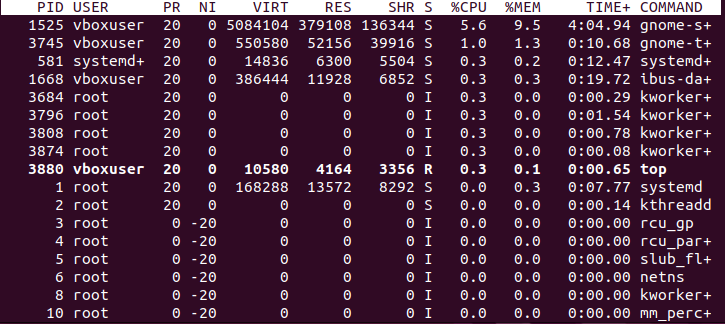 PID USER PR NI VIRT RES SHR S %CPU %MEM TIME+ COMMAND
1525 vboxuser 20 0 5084104 379108 136344 S 5.6 9.5 4:04.94 gnome-s+
3745 vboxuser 20 0 550580 52156 39916 S 1.0 1.3 0:10.68 gnome-t+
581 systemd+ 20 0 14836 6300 5504 S 0.3 0.2 0:12.47 systemd+
1668 vboxuser 20 0 386444 11928 6852 S 0.3 0.3 0:19.72 ibus-da+
3684 root 20 0 0 0 0 I 0.3 0.0 0:00.29 kworker+
3796 root 20 0 0 0 0 I 0.3 0.0 0:01.54 kworker+
3808 root 20 0 0 0 0 I 0.3 0.0 0:00.78 kworker+
3874 root 20 0 0 0 0 I 0.3 0.0 0:00.08 kworker+
3880 vboxuser 20 0 10580 4164 3356 R 0.3 0.1 0:00.65 top
1 root 20 0 168288 13572 8292 S 0.0 0.3 0:07.77 systemd
2 root 20 0 0 0 0 S 0.0 0.0 0:00.14 kthreadd
3 root 0 -20 0 0 0 I 0.0 0.0 0:00.00 rcu_gp
4 root 0 -20 0 0 0 I 0.0 0.0 0:00.00 rcu_par+
5 root 0 -20 0 0 0 I 0.0 0.0 0:00.00 slub_fl+
6 root 0 -20 0 0 0 I 0.0 0.0 0:00.00 netns
8 root 0 -20 0 0 0 I 0.0 0.0 0:00.00 kworker+
10 root 0 -20 0 0 0 I 0.0 0.0 0:00.00 mm_perc+